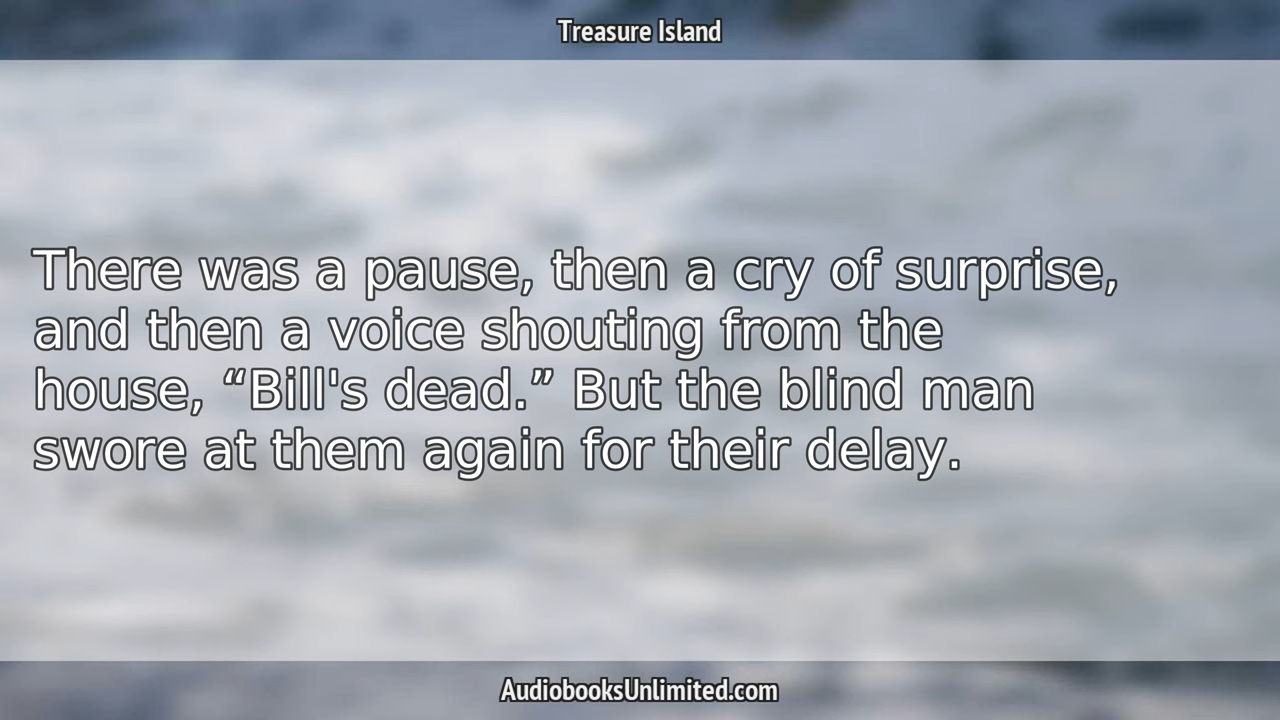 Treasure Island
There was a pause, then a cry of surprise,
and then a voice shouting from the
house, “Bill's dead.” But the blind man
swore at them again for their delay.
AudiobooksUnlimited.com